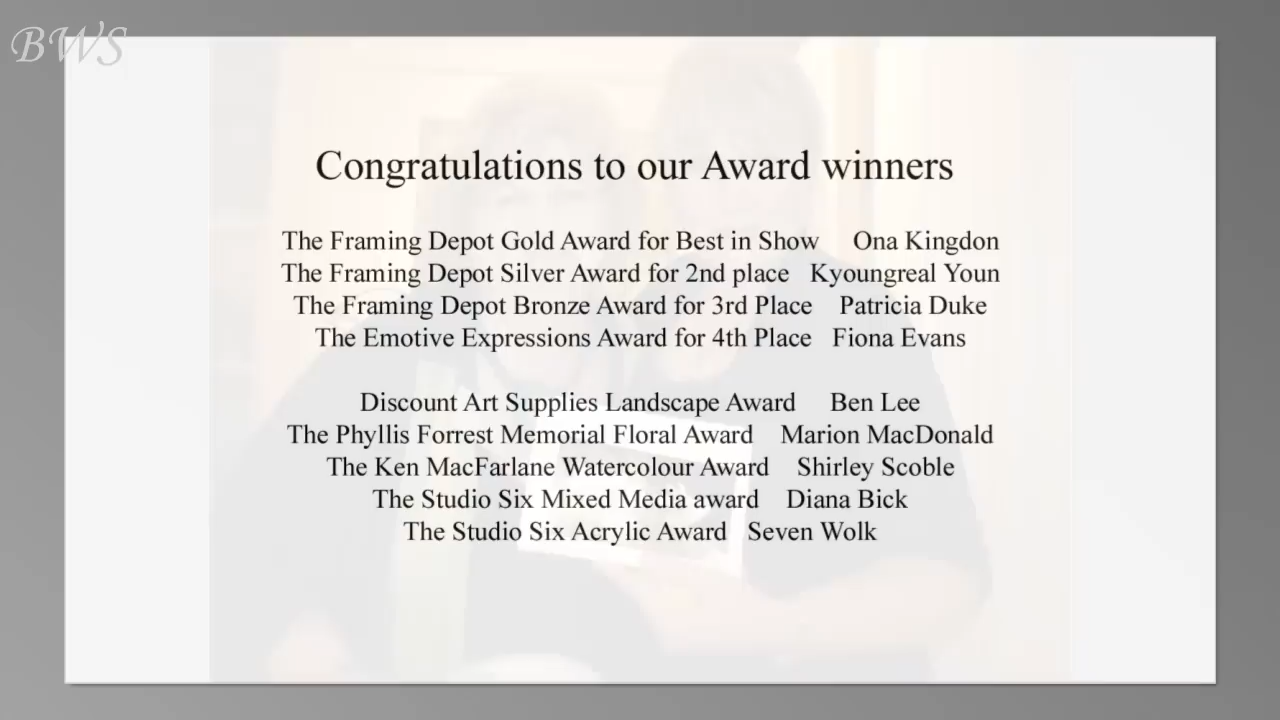 BWS
Congratulations to our Award winners
The Framing Depot Gold Award for Best in Show Ona Kingdon
The Framing Depot Silver Award for 2nd place Kyoungreal Youn
The Framing Depot Bronze Award for 3rd Place Patricia Duke
The Emotive Expressions Award for 4th Place Fiona Evans
Discount Art Supplies Landscape Award Ben Lee
The Phyllis Forrest Memorial Floral Award Marion MacDonald
The Ken MacFarlane Watercolour Award Shirley Scoble
The Studio Six Mixed Media award Diana Bick
The Studio Six Acrylic Award Seven Wolk